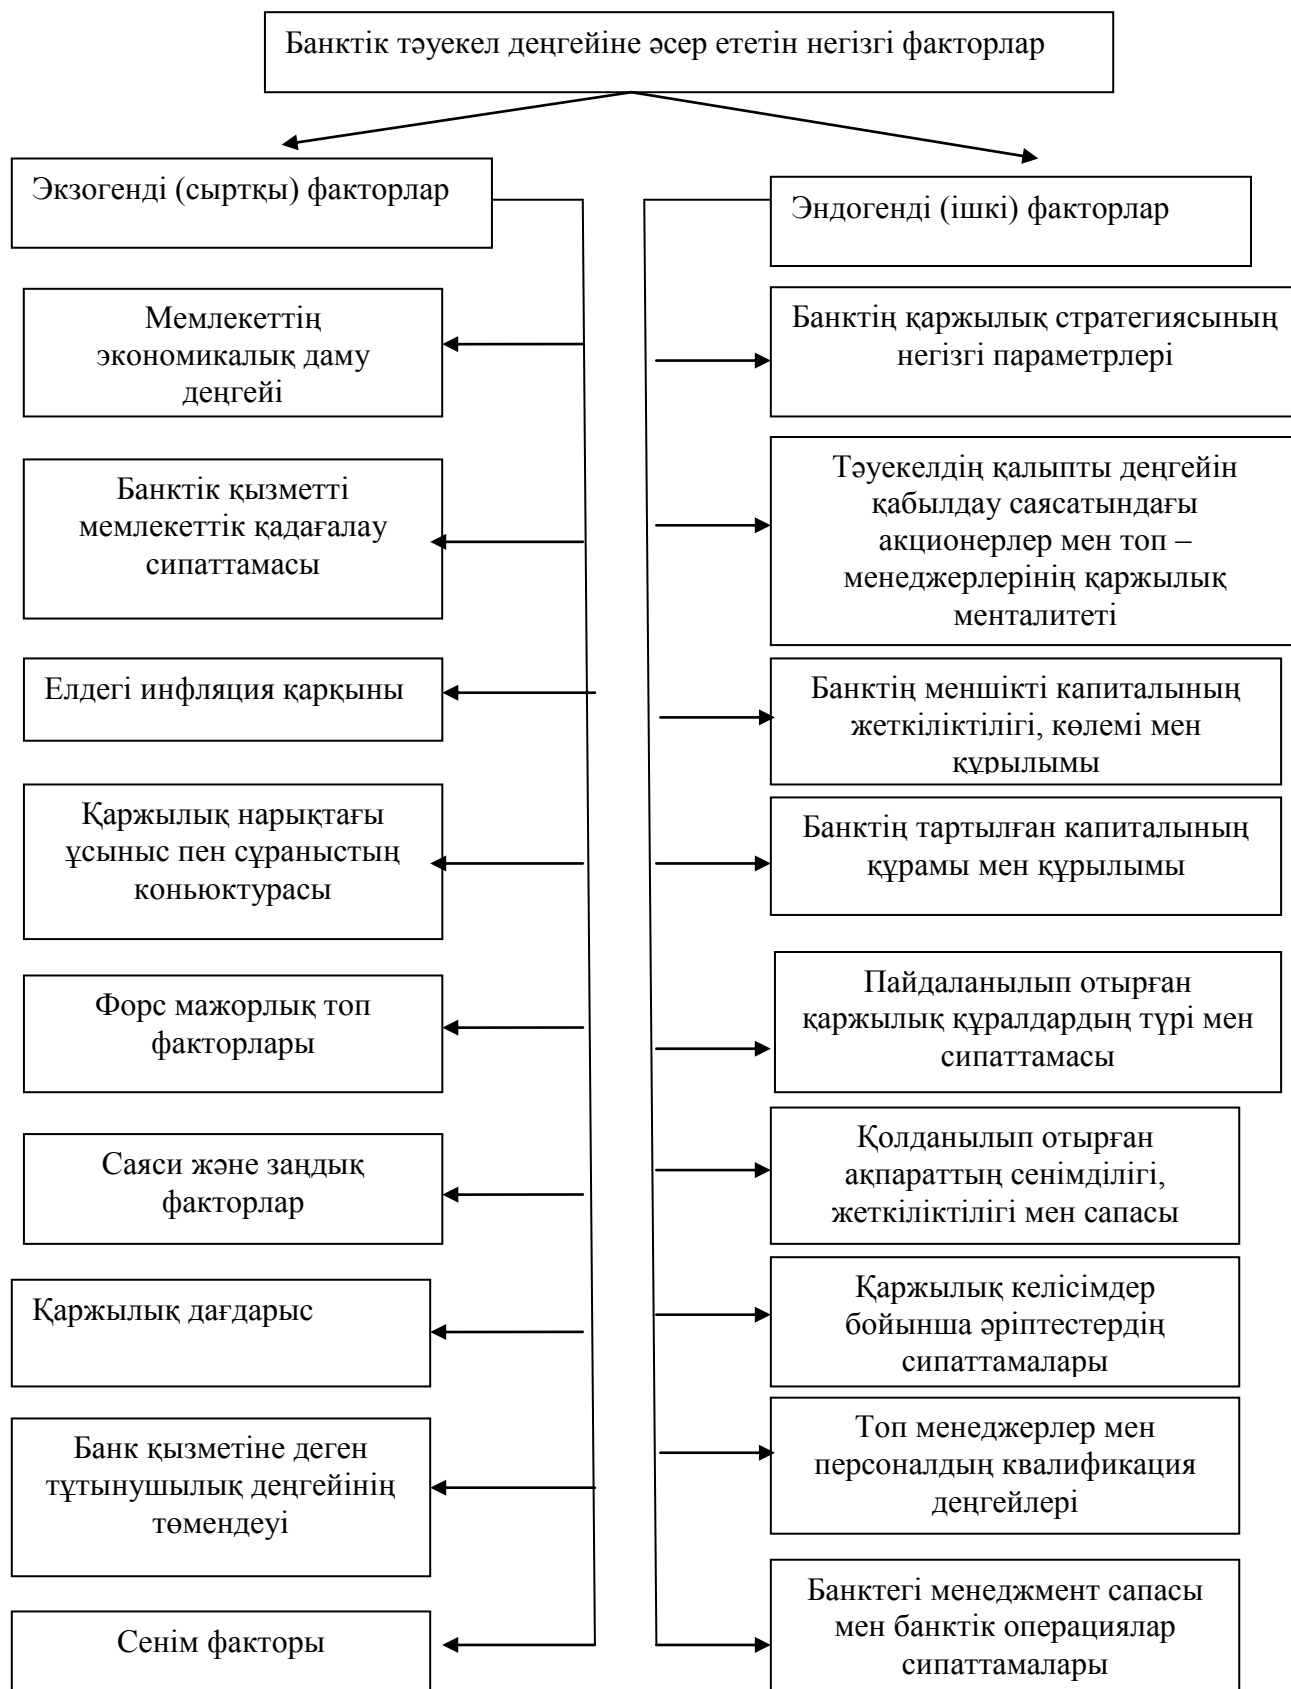 Банктік тәуекел деңгейіне әсер ететін негізгі факторлар
Экзогенді (сыртқы) факторлар
Мемлекеттің
экономикалық даму
деңгейі
Банктік қызметті
мемлекеттік қадағалау
сипаттамасы
Елдегі инфляция қарқыны
Қаржылық нарықтағы
ұсыныс пен сұраныстың
коньюктурасы
Форс мажорлық топ
факторлары
Саяси және заңдық
факторлар
Қаржылық дағдарыс
Банк қызметіне деген
тұтынушылық деңгейінің
төмендеуі
Сенім факторы
Эндогенді (ішкі) факторлар
Банктің қаржылық стратегиясының
негізгі параметрлері
Тәуекелдің қалыпты деңгейін
қабылдау саясатындағы
акционерлер мен топ –
менеджерлерінің қаржылық
менталитеті
Банктің меншікті капиталының
жеткіліктілігі, көлемі мен
құрылымы
Банктің тартылған капиталының
құрамы мен құрылымы
Пайдаланылып отырған
қаржылық құралдардың түрі мен
сипаттамасы
Қолданылып отырған
ақпараттың сенімділігі,
жеткіліктілігі мен сапасы
Қаржылық келісімдер
бойынша әріптестердің
сипаттамалары
Топ менеджерлер мен
персоналдың квалификация
деңгейлері
Банктегі менеджмент сапасы
мен банктік операциялар
сипаттамалары